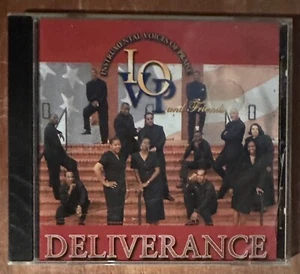 INSTRUMENTAL VOICES OF PRAISE
IVOP
and Friends
DELIVERANCE